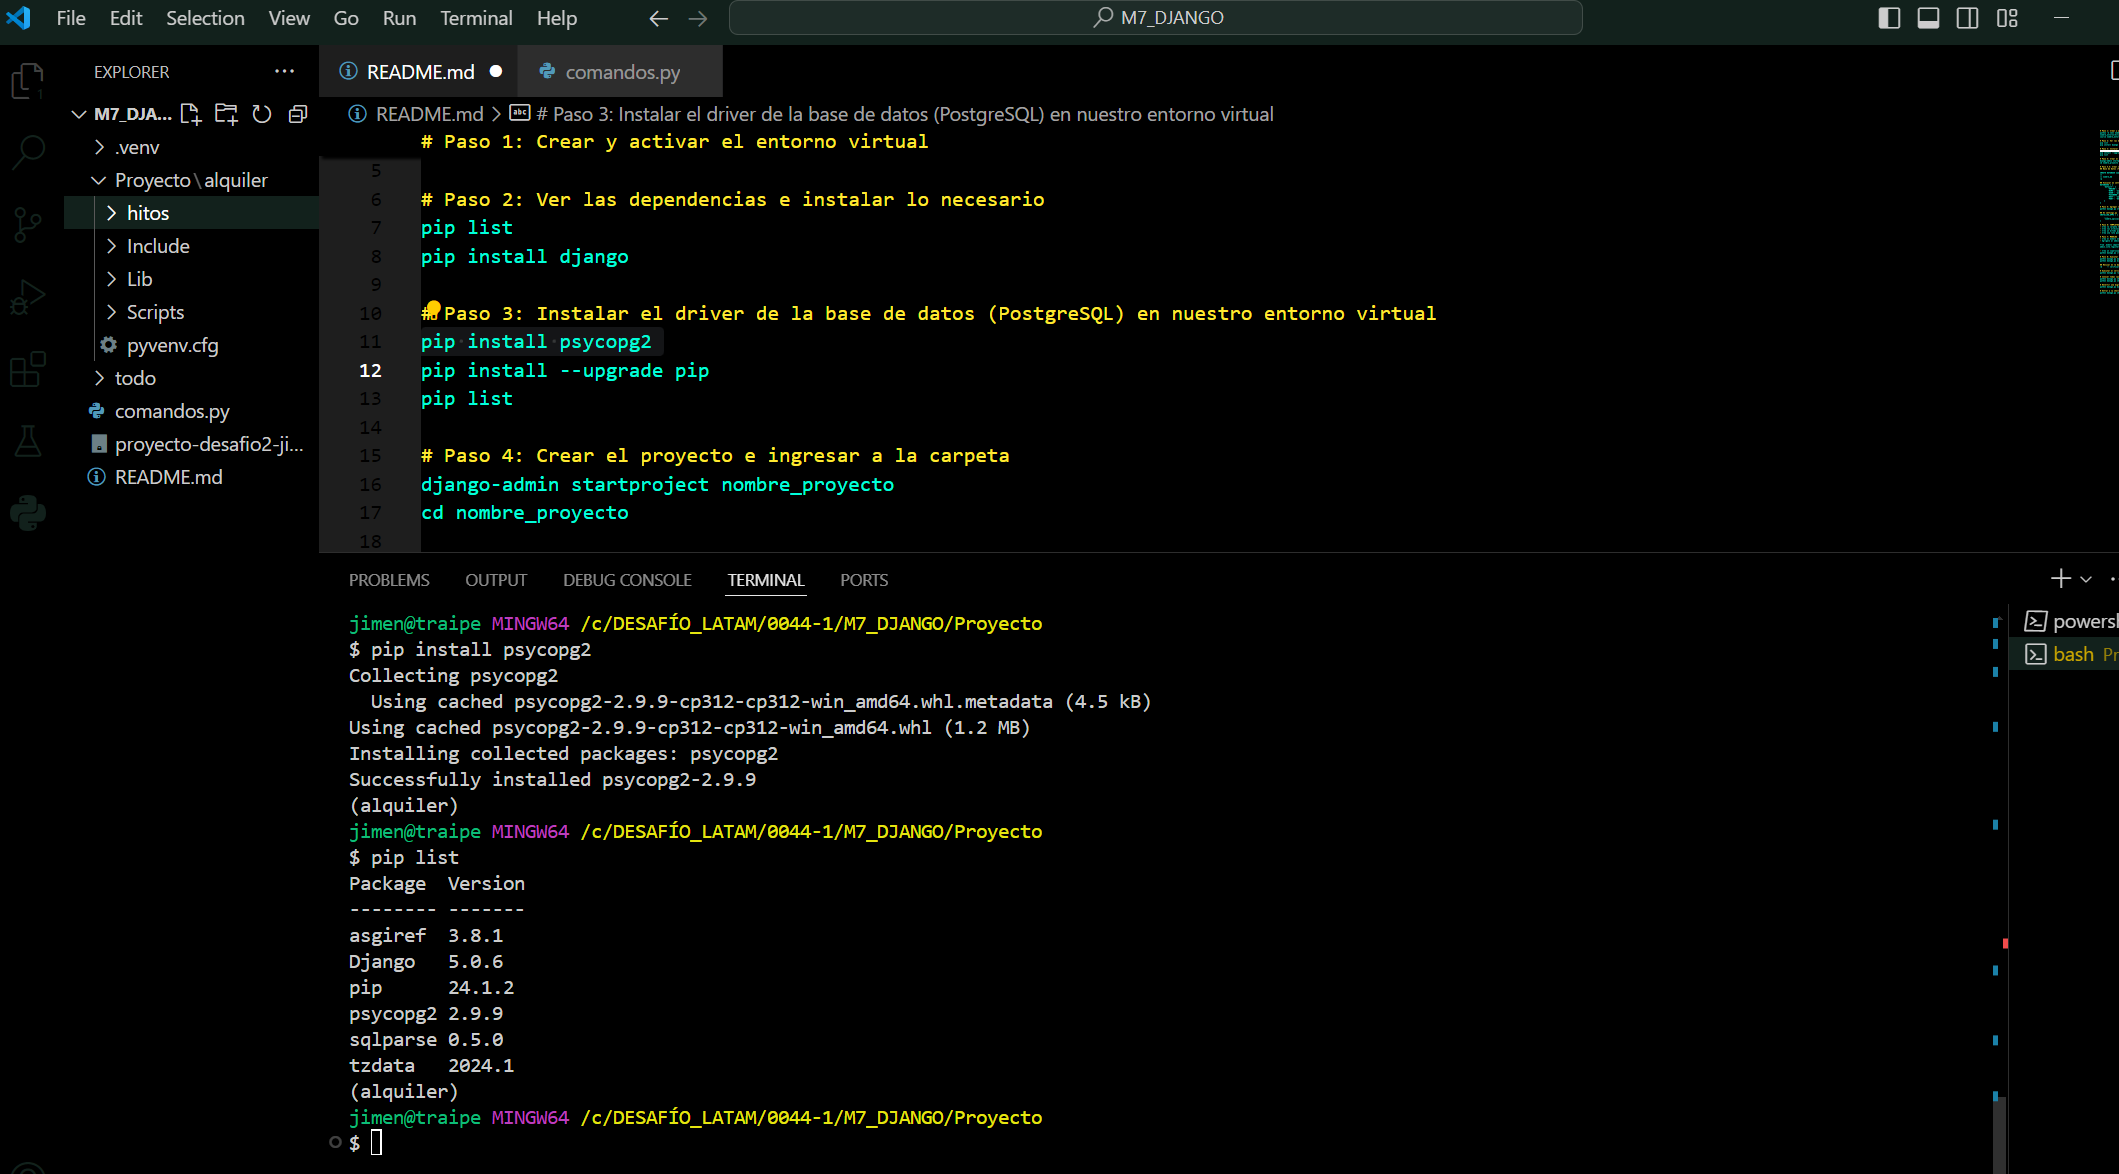 File Edit Selection View Go Run Terminal Help
M7_DJANGO
EXPLORER
M7_DJA...
.venv
Proyecto\alquiler
hitos
Include
Lib
Scripts
pyvenv.cfg
todo
comandos.py
proyecto-desafio2-ji...
README.md
README.md comandos.py
README.md > # Paso 3: Instalar el driver de la base de datos (PostgreSQL) en nuestro entorno virtual
# Paso 1: Crear y activar el entorno virtual
5
6 # Paso 2: Ver las dependencias e instalar lo necesario
7 pip list
8 pip install django
9
10 # Paso 3: Instalar el driver de la base de datos (PostgreSQL) en nuestro entorno virtual
11 pip install psycopg2
12 pip install --upgrade pip
13 pip list
14
15 # Paso 4: Crear el proyecto e ingresar a la carpeta
16 django-admin startproject nombre_proyecto
17 cd nombre_proyecto
18
PROBLEMS OUTPUT DEBUG CONSOLE TERMINAL PORTS
jimen@traipe MINGW64 /c/DESAFÍO_LATAM/0044-1/M7_DJANGO/Proyecto
$ pip install psycopg2
Collecting psycopg2
Using cached psycopg2-2.9.9-cp312-cp312-win_amd64.whl.metadata (4.5 kB)
Using cached psycopg2-2.9.9-cp312-cp312-win_amd64.whl (1.2 MB)
Installing collected packages: psycopg2
Successfully installed psycopg2-2.9.9
(alquiler)
jimen@traipe MINGW64 /c/DESAFÍO_LATAM/0044-1/M7_DJANGO/Proyecto
$ pip list
Package Version
-------- -------
asgiref 3.8.1
Django 5.0.6
pip 24.1.2
psycopg2 2.9.9
sqlparse 0.5.0
tzdata 2024.1
(alquiler)
jimen@traipe MINGW64 /c/DESAFÍO_LATAM/0044-1/M7_DJANGO/Proyecto
$
powersh
bash Pr